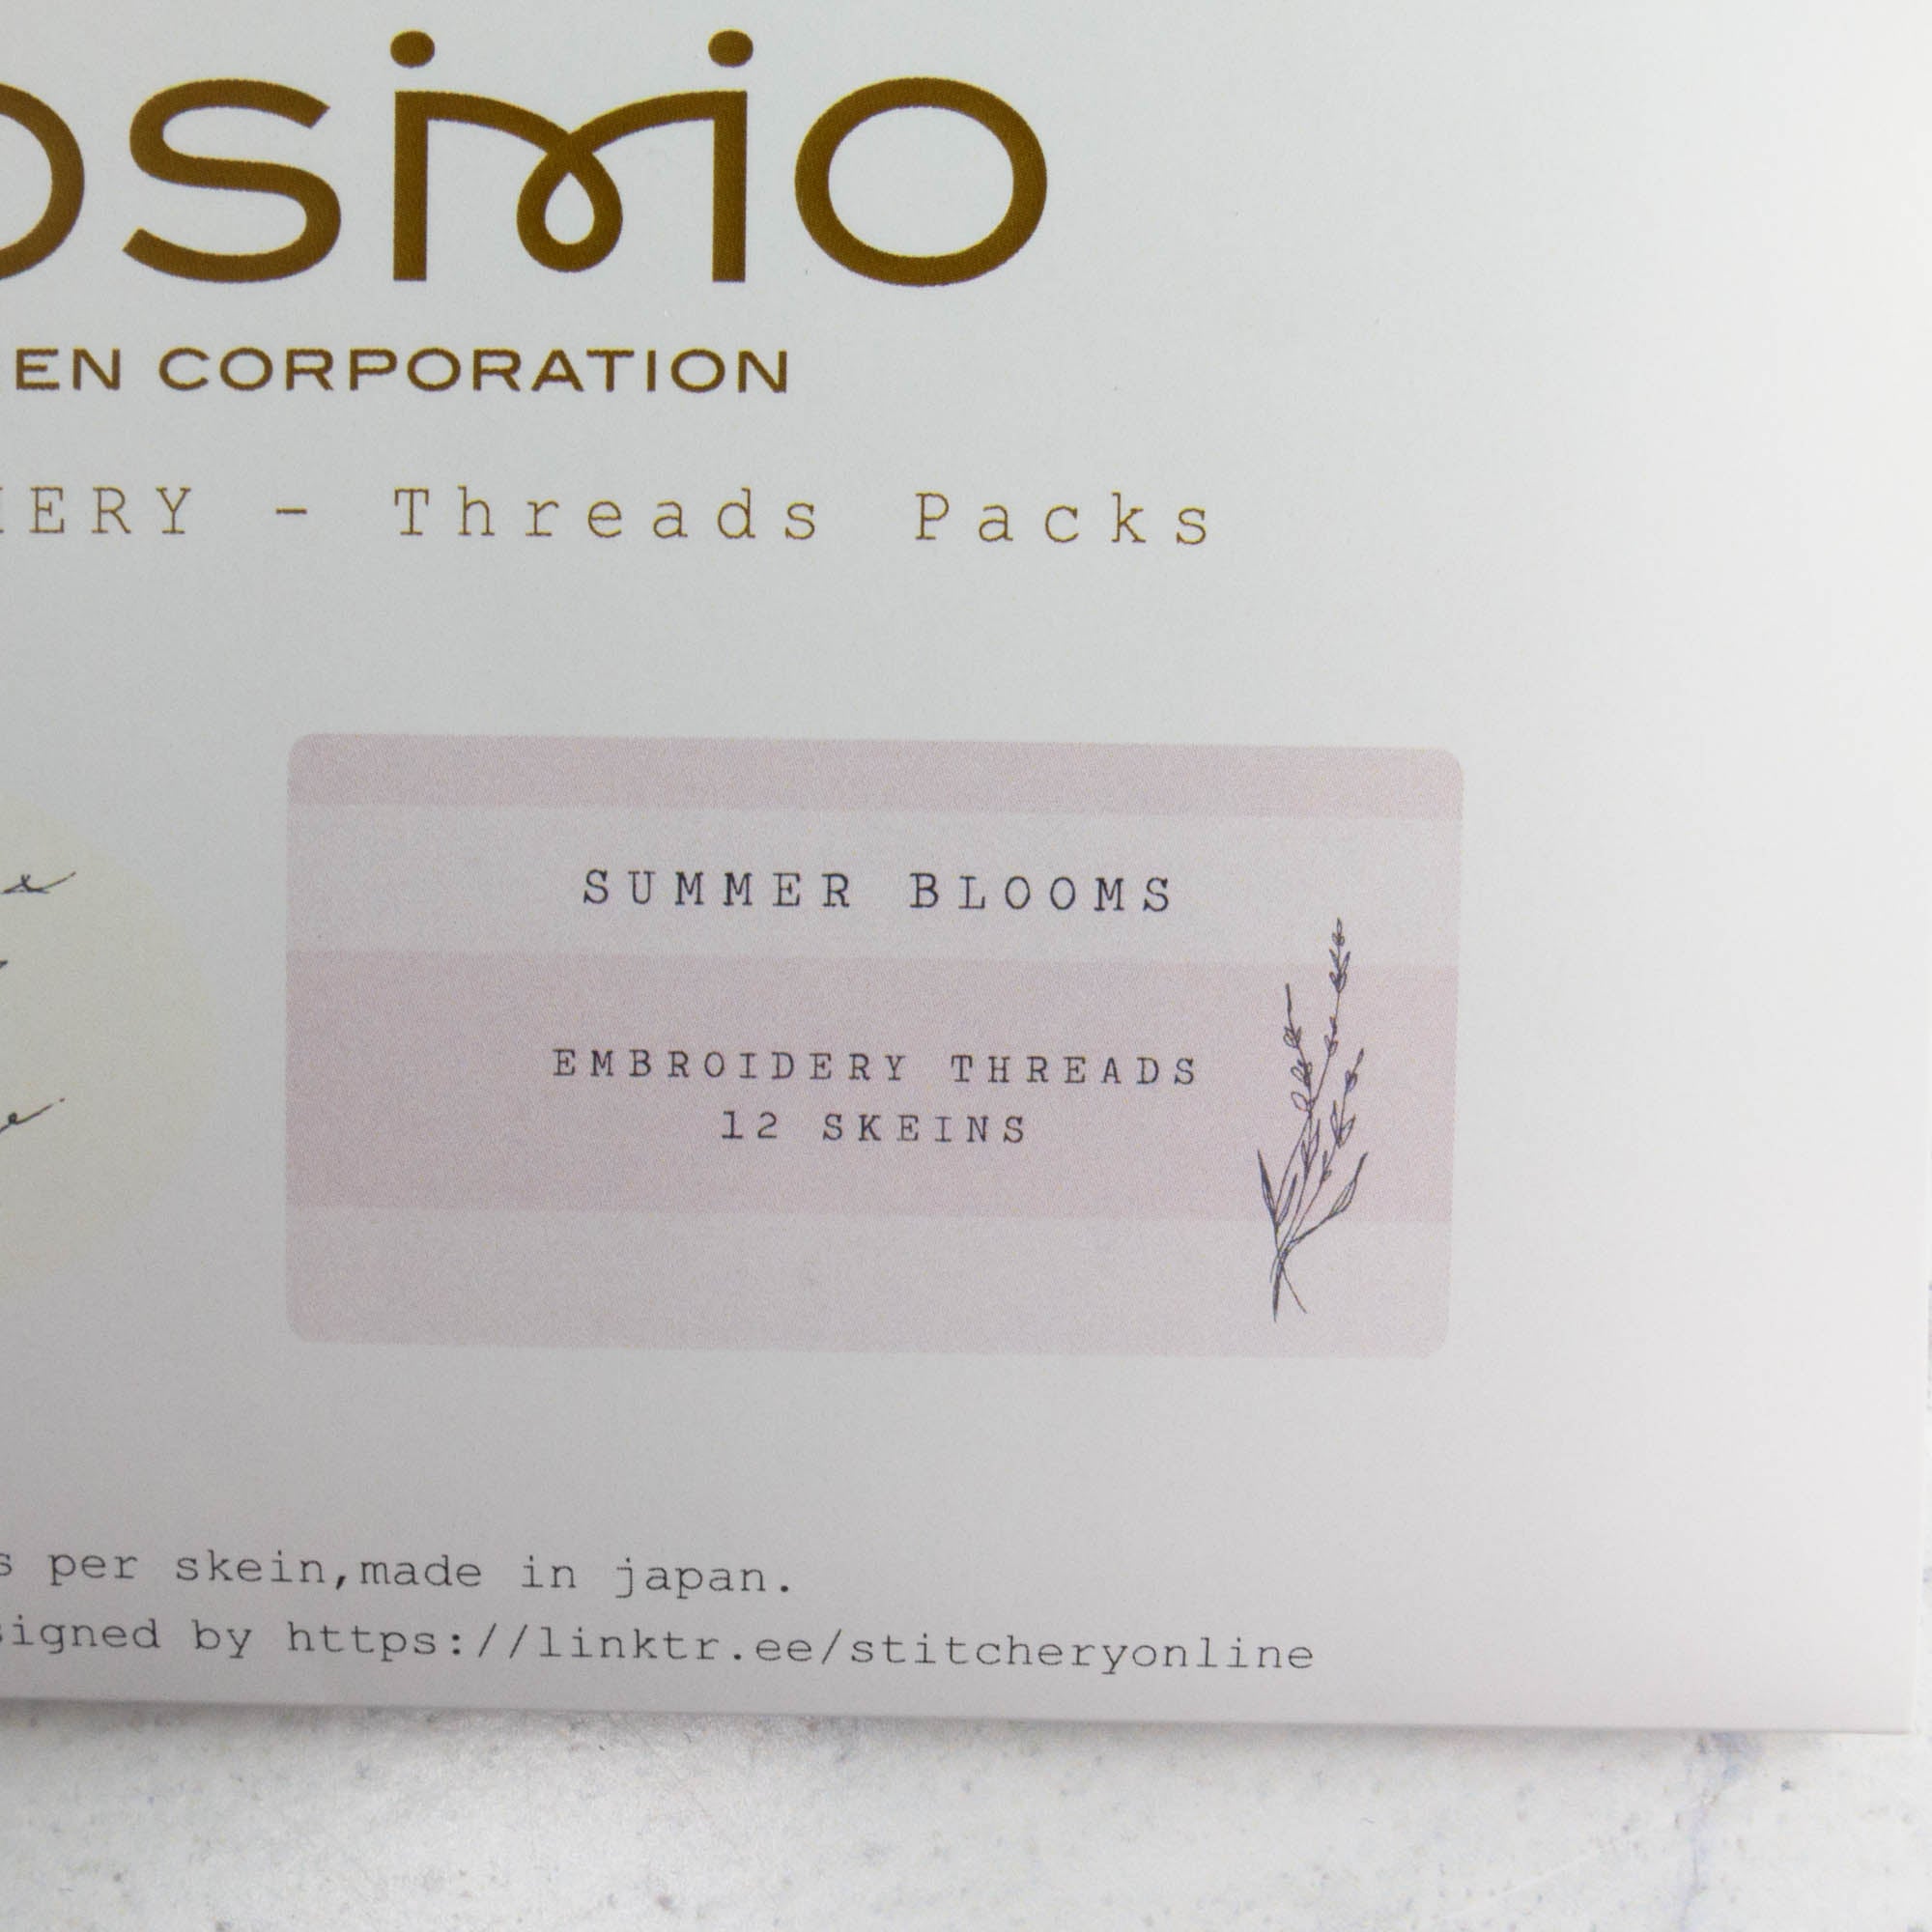 OSMO
EN CORPORATION
ERY - Threads Packs
SUMMER BLOOMS
EMBROIDERY THREADS
12 SKEINS
s per skein,made in japan.
signed by https://linktr.ee/stitcheryonline